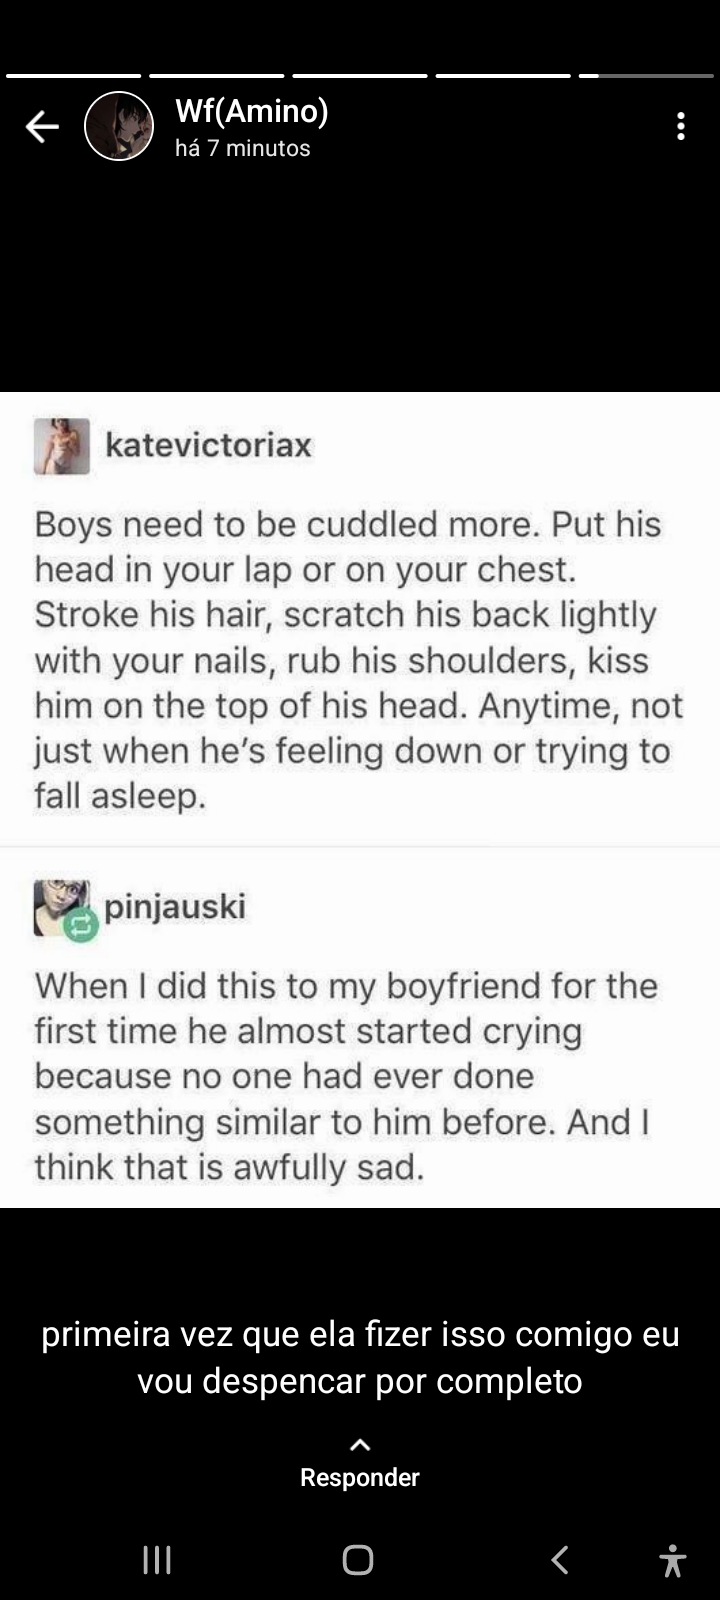 Wf(Amino)
há 7 minutos
katevictoriax
Boys need to be cuddled more. Put his
head in your lap or on your chest.
Stroke his hair, scratch his back lightly
with your nails, rub his shoulders, kiss
him on the top of his head. Anytime, not
just when he's feeling down or trying to
fall asleep.
pinjauski
When I did this to my boyfriend for the
first time he almost started crying
because no one had ever done
something similar to him before. And I
think that is awfully sad.
primeira vez que ela fizer isso comigo eu
vou despencar por completo
Responder